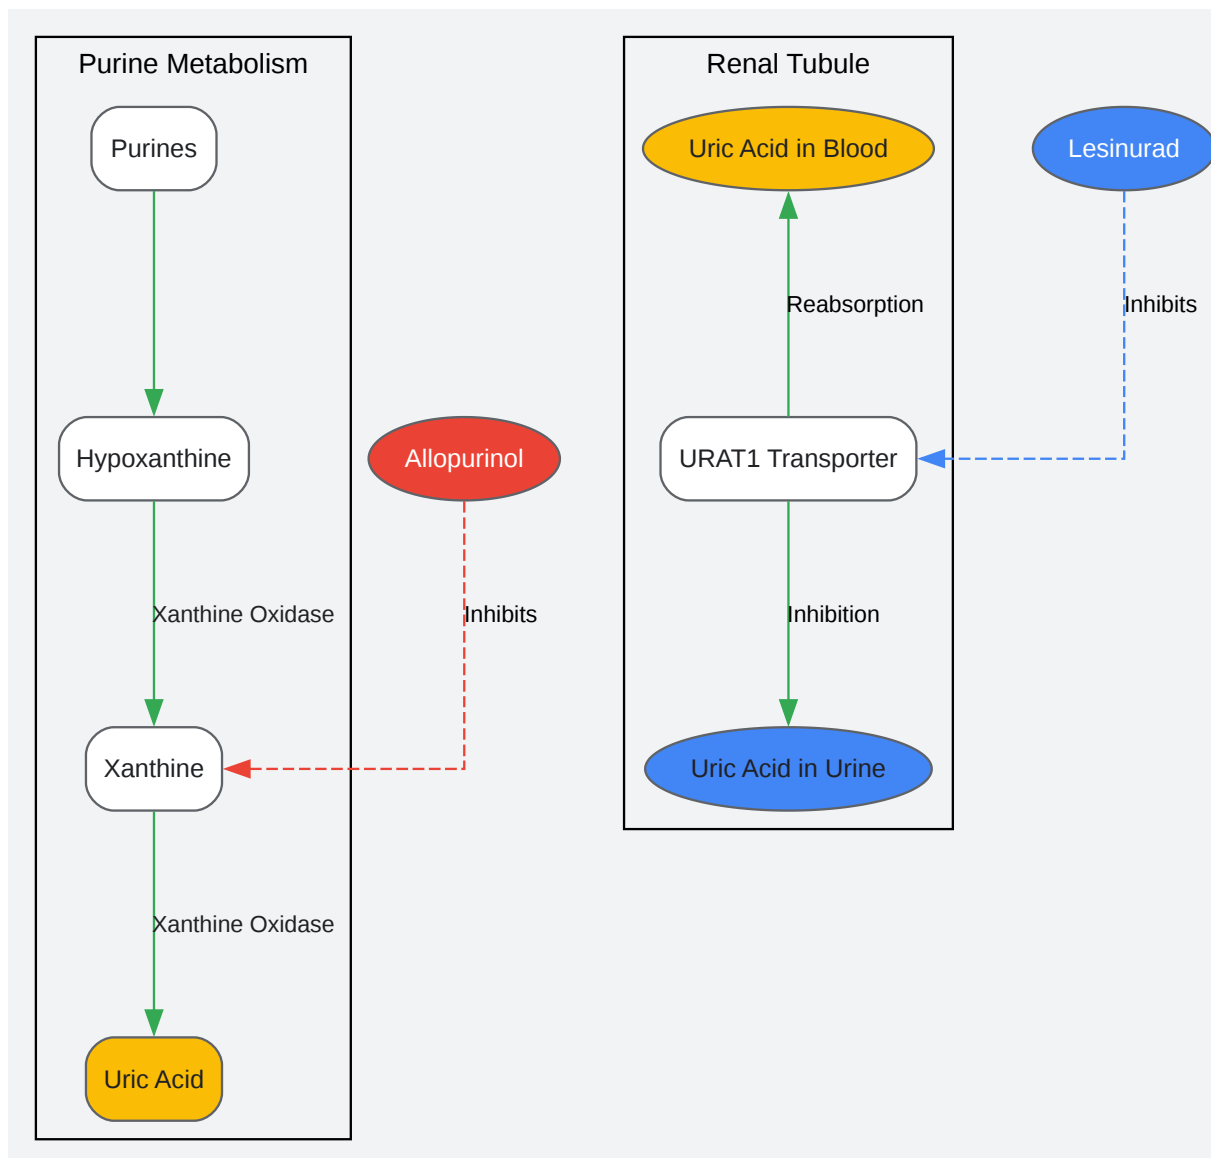 Purine Metabolism
Purines
Hypoxanthine
Xanthine Oxidase
Xanthine
Xanthine Oxidase
Uric Acid
Allopurinol
Inhibits
Renal Tubule
Uric Acid in Blood
Reabsorption
URAT1 Transporter
Inhibition
Uric Acid in Urine
Lesinurad
Inhibits